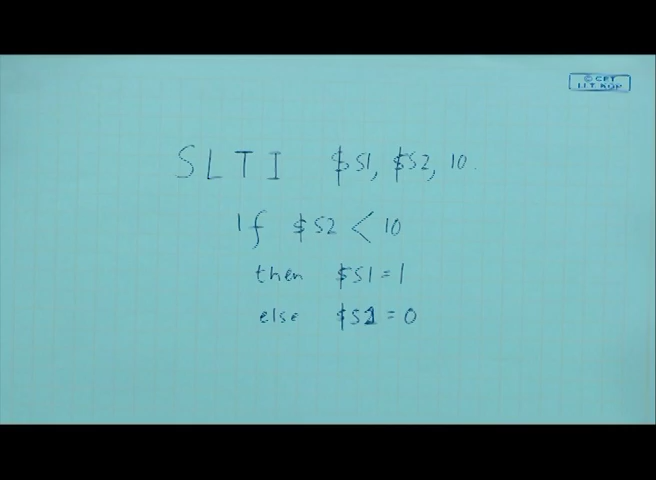 © CET
I.I.T. KGP
SLTI $S1, $S2, 10.
If $S2 < 10
then $S1 = 1
else $S1 = 0